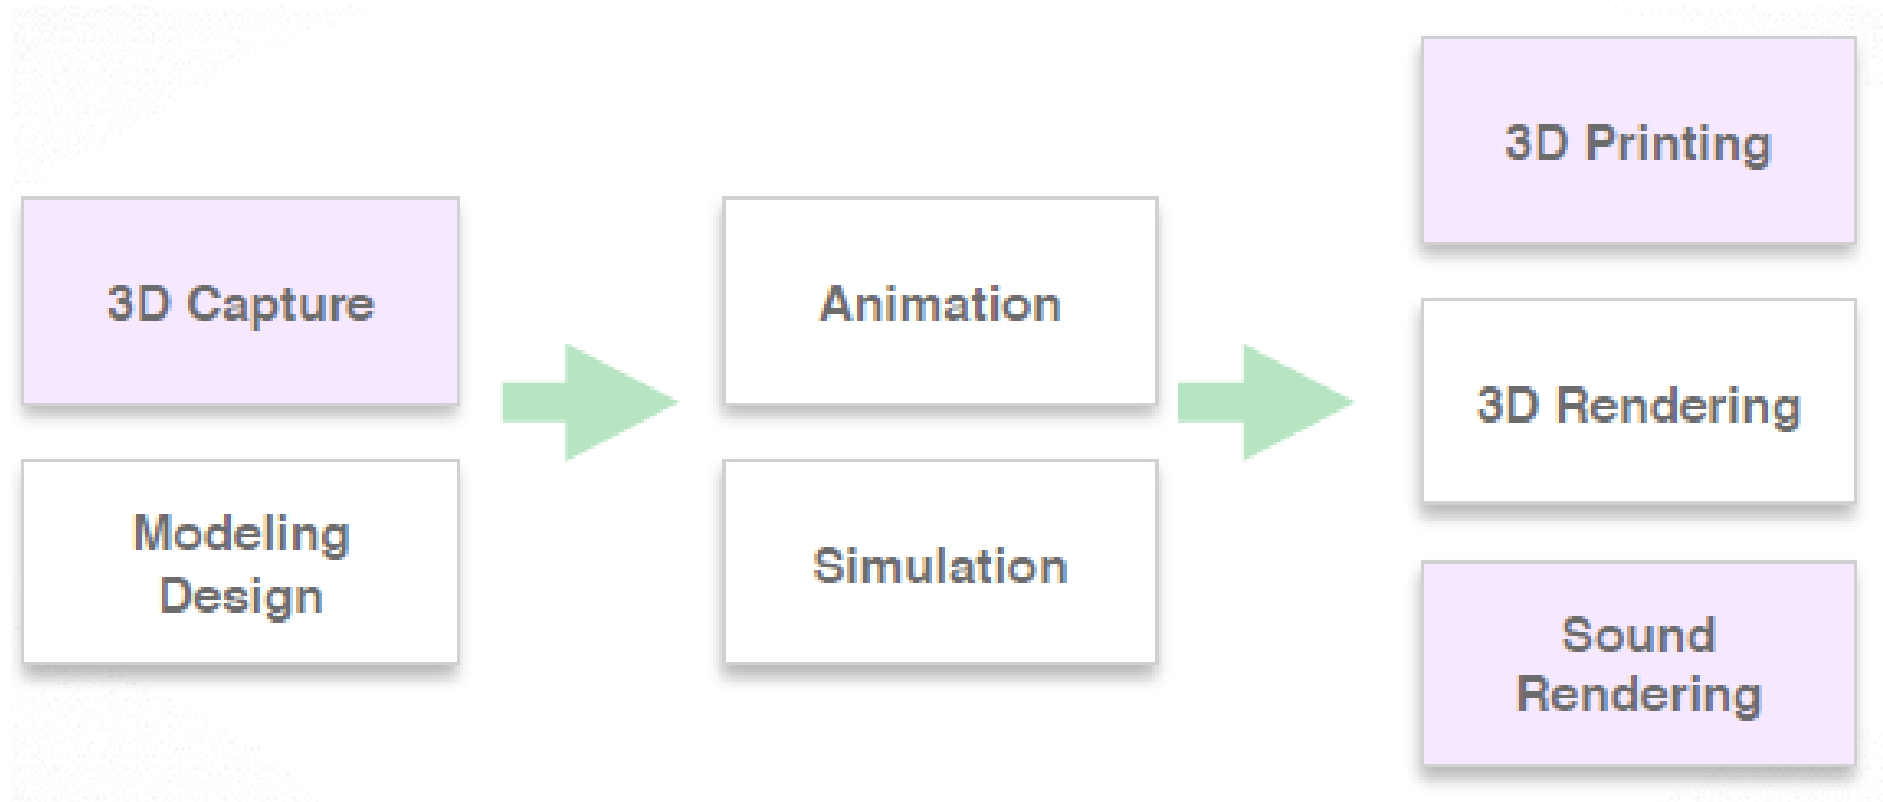 3D Capture
Modeling
Design
Animation
Simulation
3D Printing
3D Rendering
Sound
Rendering